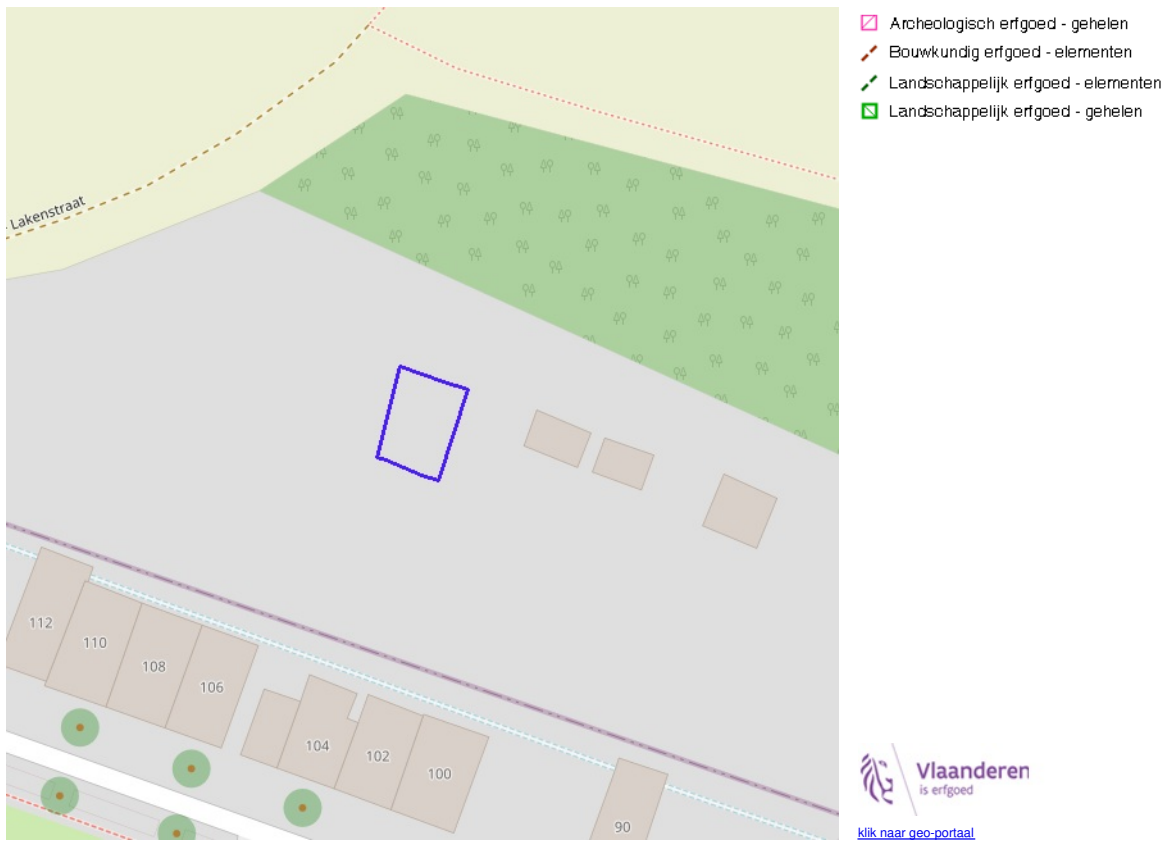 Archeologisch erfgoed - gehelen
Bouwkundig erfgoed - elementen
Landschappelijk erfgoed - elementen
Landschappelijk erfgoed - gehelen
Lakenstraat
112
110
108
106
104
102
100
90
Vlaanderen
is erfgoed
klik naar geo-portaal